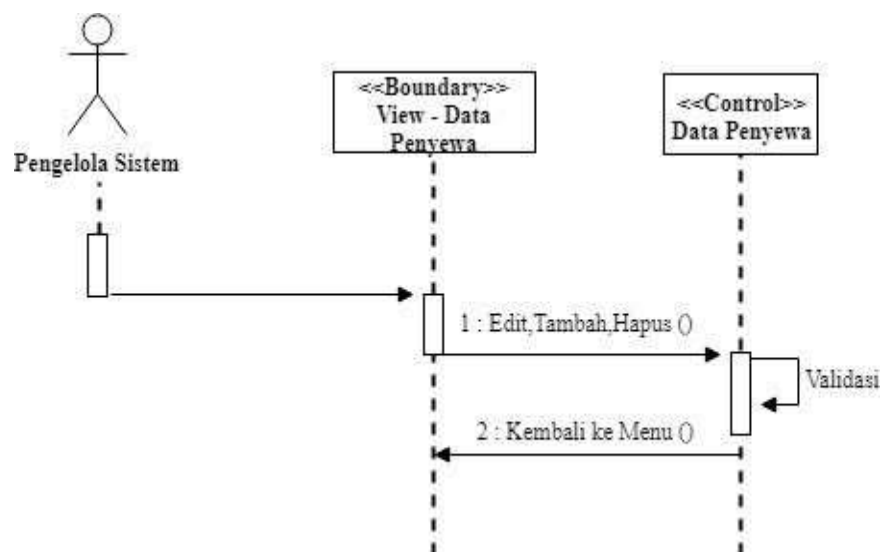 <<Boundary>>
View - Data
Penyewa
<<Control>>
Data Penyewa
Pengelola Sistem
1 : Edit,Tambah,Hapus ()
Validasi
2 : Kembali ke Menu ()